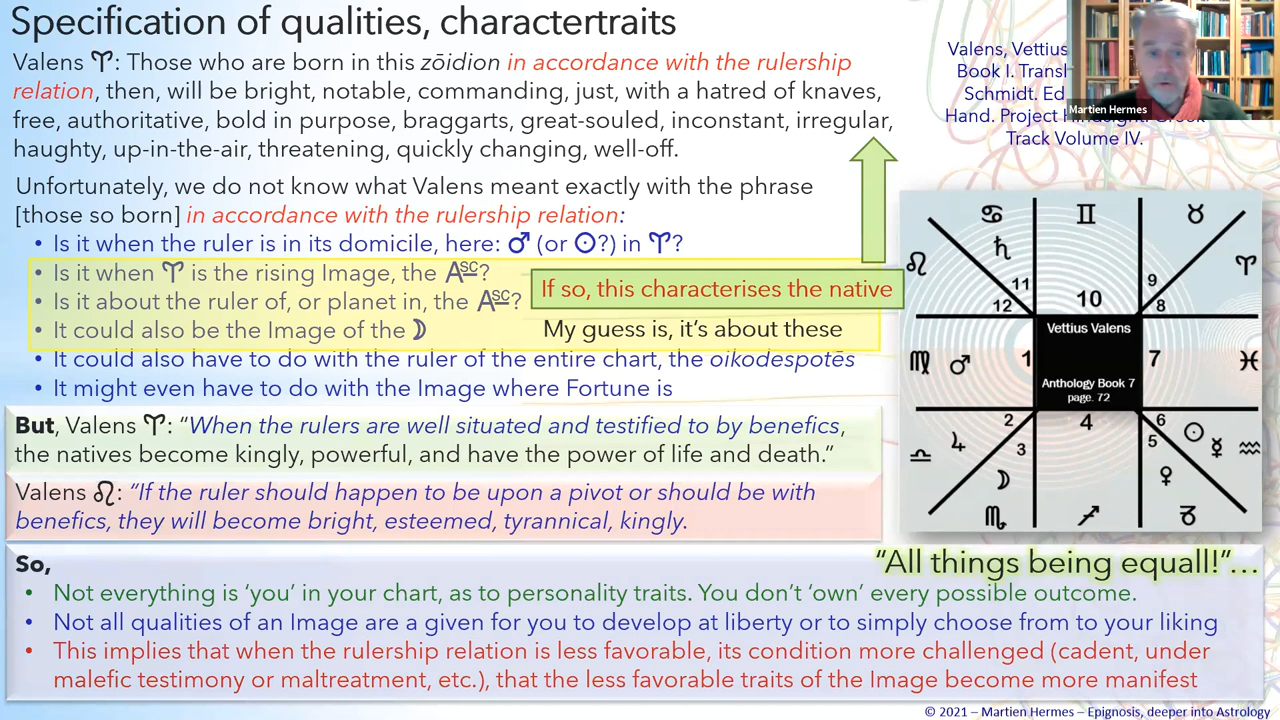 Specification of qualities, charactertraits
Valens ♈: Those who are born in this zōidion in accordance with the rulership
relation, then, will be bright, notable, commanding, just, with a hatred of knaves,
free, authoritative, bold in purpose, braggarts, great-souled, inconstant, irregular,
haughty, up-in-the-air, threatening, quickly changing, well-off.
Unfortunately, we do not know what Valens meant exactly with the phrase
[those so born] in accordance with the rulership relation:
• Is it when the ruler is in its domicile, here: ♂ (or ☉?) in ♈?
• Is it when ♈ is the rising Image, the Asc?
• Is it about the ruler of, or planet in, the Asc?
If so, this characterises the native
• It could also be the Image of the ☽
My guess is, it's about these
• It could also have to do with the ruler of the entire chart, the oikodespotēs
• It might even have to do with the Image where Fortune is
But, Valens ♈: “When the rulers are well situated and testified to by benefics,
the natives become kingly, powerful, and have the power of life and death.”
Valens ♌: “If the ruler should happen to be upon a pivot or should be with
benefics, they will become bright, esteemed, tyrannical, kingly.
Valens, Vettius
Book I. Transl
Schmidt. Ed
Martien Hermes
Hand. Project
Track Volume IV.
♋ ♊ ♉
♌ ♄ ♈
11 9
12 10 8
Vettius Valens
♍ ♂ 1 7 ♓
Anthology Book 7
page. 72
2 4 6
♎ ♃ 3 5 ☉ ☿ ♒
☽ ♀
♏ ♐ ♑
“All things being equall!”...
So,
• Not everything is ‘you’ in your chart, as to personality traits. You don't ‘own’ every possible outcome.
• Not all qualities of an Image are a given for you to develop at liberty or to simply choose from to your liking
• This implies that when the rulership relation is less favorable, its condition more challenged (cadent, under
malefic testimony or maltreatment, etc.), that the less favorable traits of the Image become more manifest
© 2021 – Martien Hermes – Epignosis, deeper into Astrology